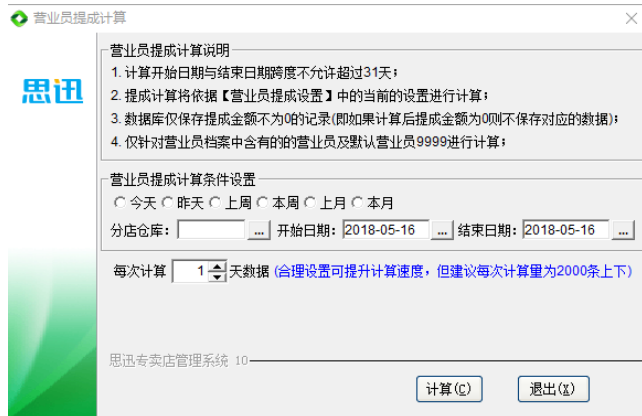 营业员提成计算
思迅
营业员提成计算说明
1. 计算开始日期与结束日期跨度不允许超过31天；
2. 提成计算将依据【营业员提成设置】中的当前的设置进行计算；
3. 数据库仅保存提成金额不为0的记录(即如果计算后提成金额为0则不保存对应的数据)；
4. 仅针对营业员档案中含有的的营业员及默认营业员9999进行计算；
营业员提成计算条件设置
今天 昨天 上周 本周 上月 本月
分店仓库： ... 开始日期： 2018-05-16 ... 结束日期： 2018-05-16 ...
每次计算 1 天数据 (合理设置可提升计算速度，但建议每次计算量为2000条上下)
思迅专卖店管理系统 10
计算(C) 退出(X)